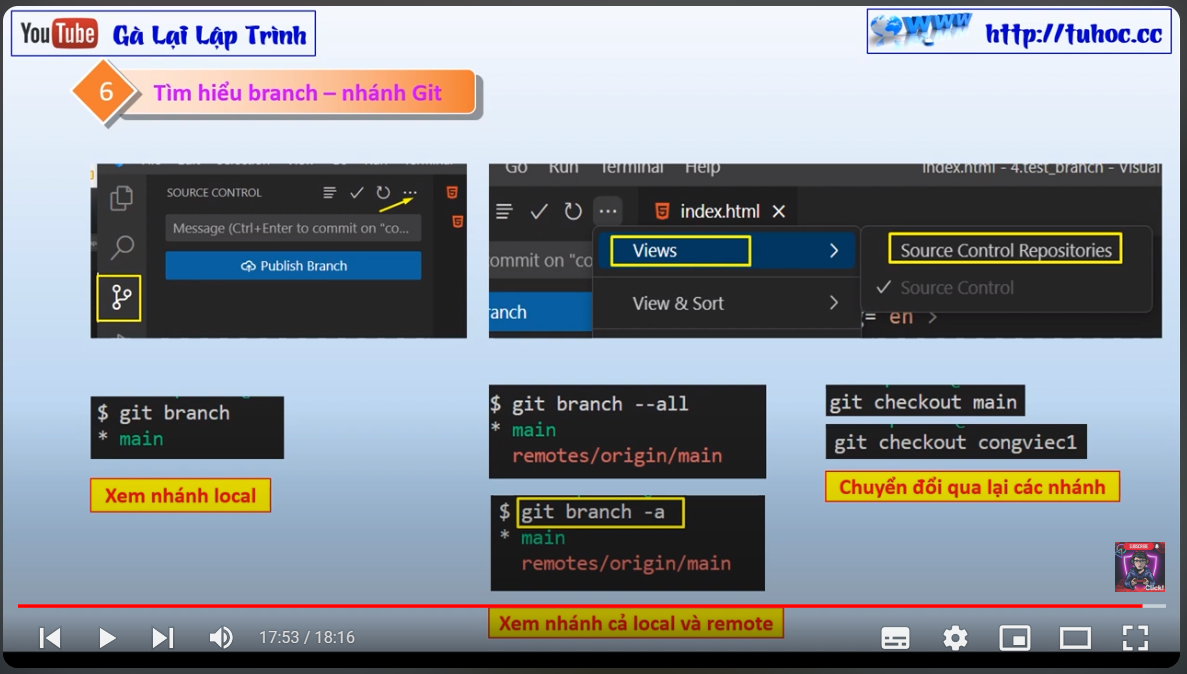 YouTube Gà Lại Lập Trình
WWW http://tuhoc.cc
6 Tìm hiểu branch – nhánh Git
SOURCE CONTROL
Message (Ctrl+Enter to commit on "co...
Publish Branch
Go Run Terminal Help index.html - 4.test_branch - Visual
index.html
ommit on "co
anch
Views
View & Sort
Source Control Repositories
Source Control
= en >
$ git branch
* main
Xem nhánh local
$ git branch --all
* main
remotes/origin/main
$ git branch -a
* main
remotes/origin/main
Xem nhánh cả local và remote
git checkout main
git checkout congviec1
Chuyển đổi qua lại các nhánh
SUBSCRIBE
Click!
17:53 / 18:16